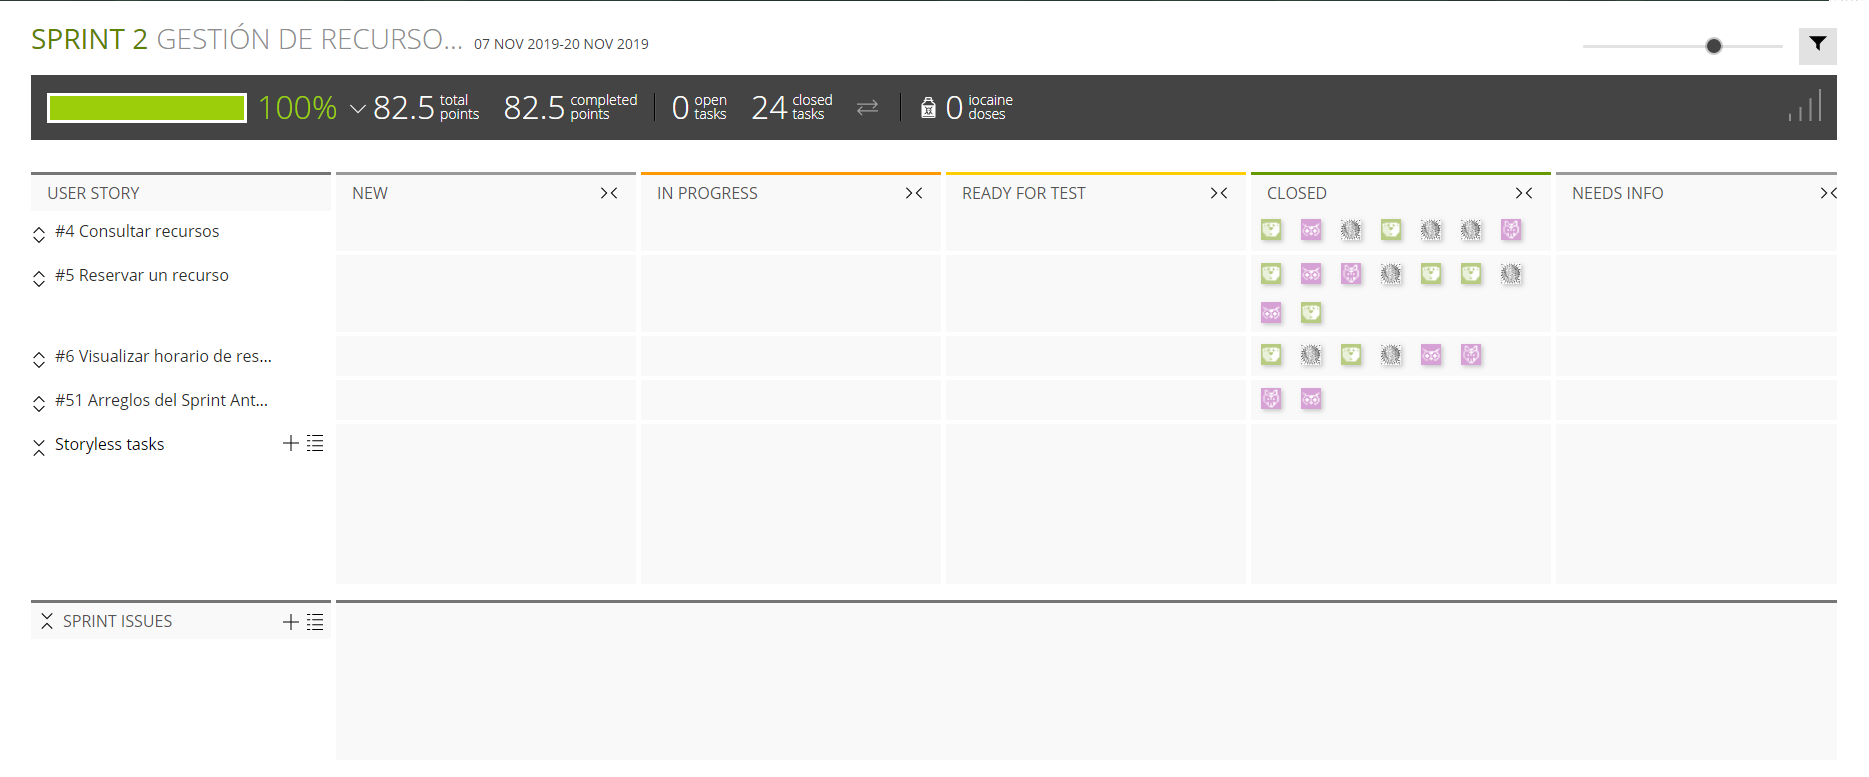 SPRINT 2 GESTIÓN DE RECURSO... 07 NOV 2019-20 NOV 2019
100% 82.5 total points 82.5 completed points 0 open tasks 24 closed tasks 0 iocaine doses
USER STORY NEW IN PROGRESS READY FOR TEST CLOSED NEEDS INFO
#4 Consultar recursos
#5 Reservar un recurso
#6 Visualizar horario de res...
#51 Arreglos del Sprint Ant...
Storyless tasks
SPRINT ISSUES